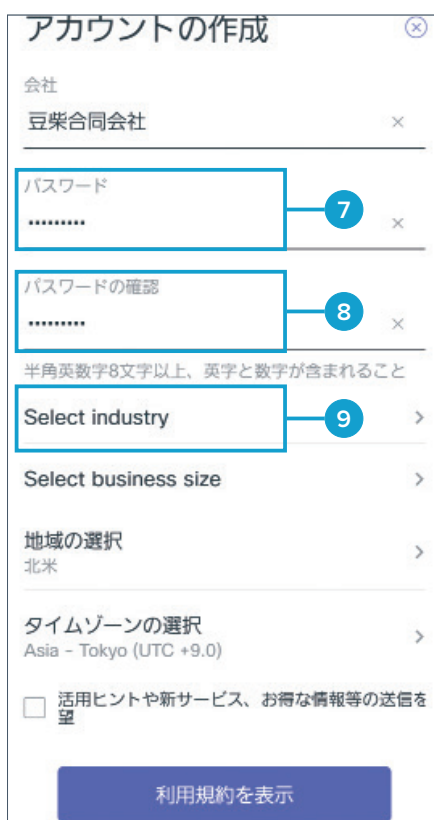 アカウントの作成
会社
豆柴合同会社
パスワード
•••••••••
7
パスワードの確認
•••••••••
8
半角英数字8文字以上、英字と数字が含まれること
Select industry
9
Select business size
地域の選択
北米
タイムゾーンの選択
Asia - Tokyo (UTC +9.0)
活用ヒントや新サービス、お得な情報等の送信を
望
利用規約を表示